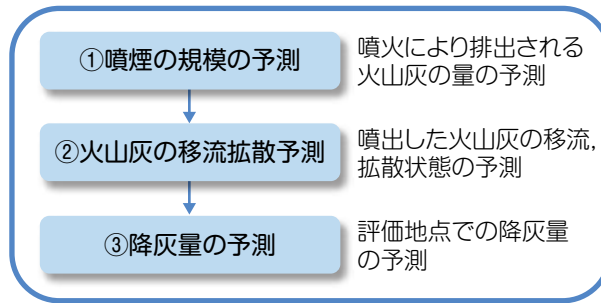 ①噴煙の規模の予測
噴火により排出される
火山灰の量の予測
②火山灰の移流拡散予測
噴出した火山灰の移流,
拡散状態の予測
③降灰量の予測
評価地点での降灰量
の予測